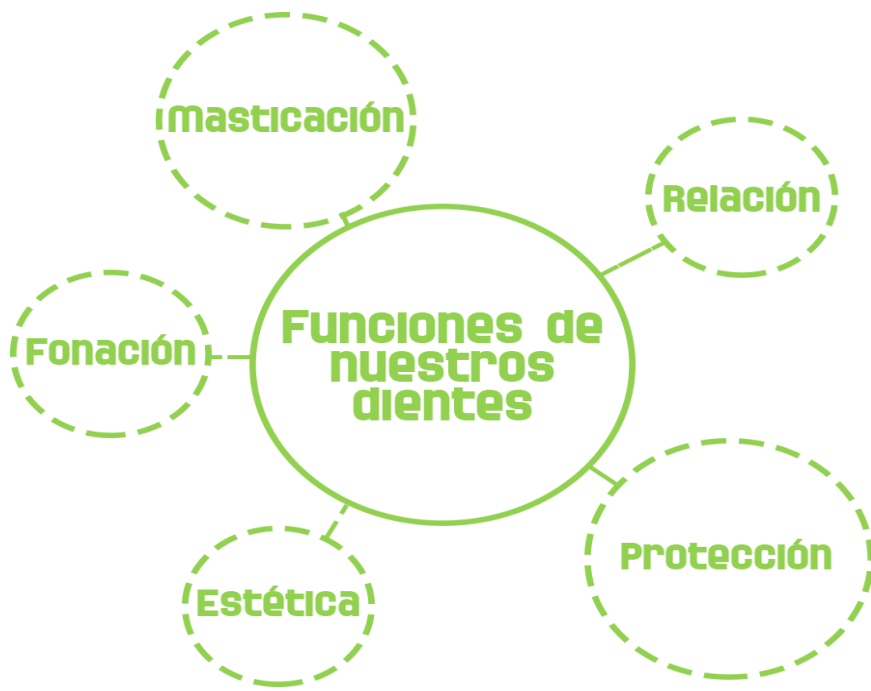 Masticación
Relación
Funciones de
nuestros
dientes
Fonación
Protección
Estética